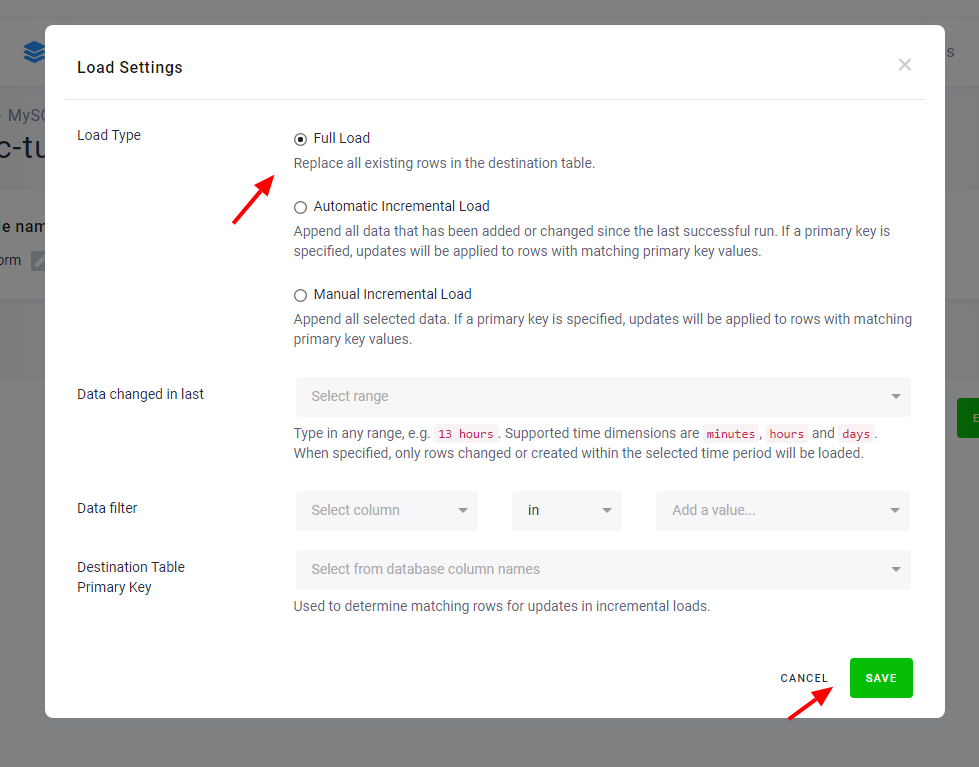 s
MySC
c-tu
Load Settings
Load Type
Full Load
Replace all existing rows in the destination table.
Automatic Incremental Load
Append all data that has been added or changed since the last successful run. If a primary key is
specified, updates will be applied to rows with matching primary key values.
e nam
orm
Manual Incremental Load
Append all selected data. If a primary key is specified, updates will be applied to rows with matching
primary key values.
Data changed in last
Select range
E
Type in any range, e.g. 13 hours. Supported time dimensions are minutes, hours and days.
When specified, only rows changed or created within the selected time period will be loaded.
Data filter
Select column
in
Add a value...
Destination Table
Primary Key
Select from database column names
Used to determine matching rows for updates in incremental loads.
CANCEL
SAVE